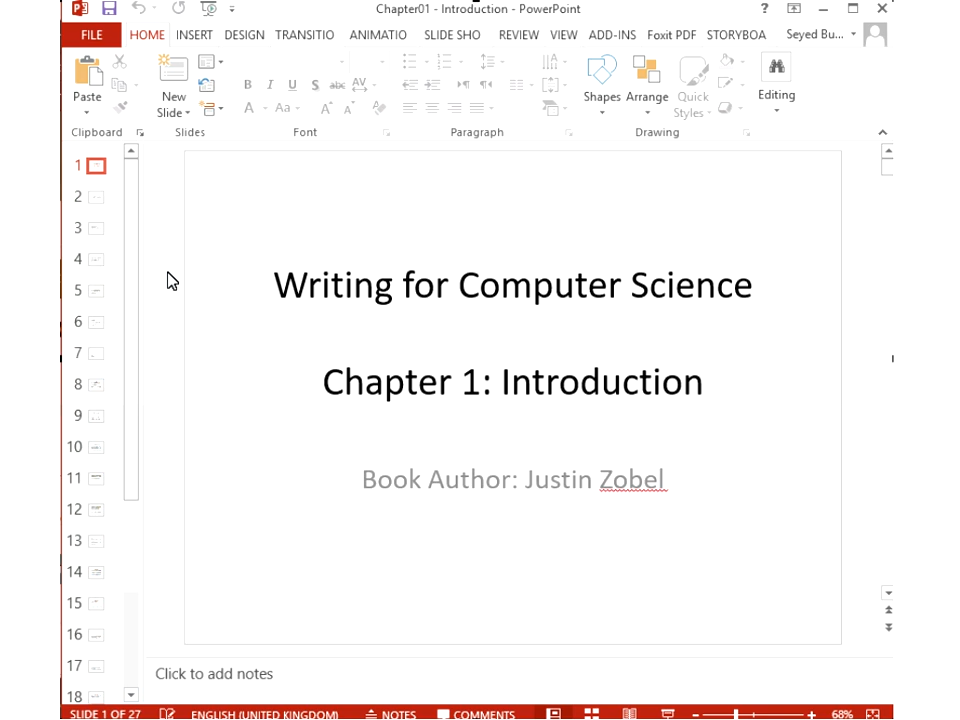 Chapter01 - Introduction - PowerPoint
?
FILE HOME INSERT DESIGN TRANSITIO ANIMATIO SLIDE SHO REVIEW VIEW ADD-INS Foxit PDF STORYBOA Seyed Bu...
Paste New Slide B I U S abc AV A Aa A A Shapes Arrange Quick Styles Editing
Clipboard Slides Font Paragraph Drawing
1
2
3
4
5
6
7
8
9
10
11
12
13
14
15
16
17
18
Writing for Computer Science
Chapter 1: Introduction
Book Author: Justin Zobel
Click to add notes
SLIDE 1 OF 27 ENGLISH (UNITED KINGDOM) NOTES COMMENTS 68%